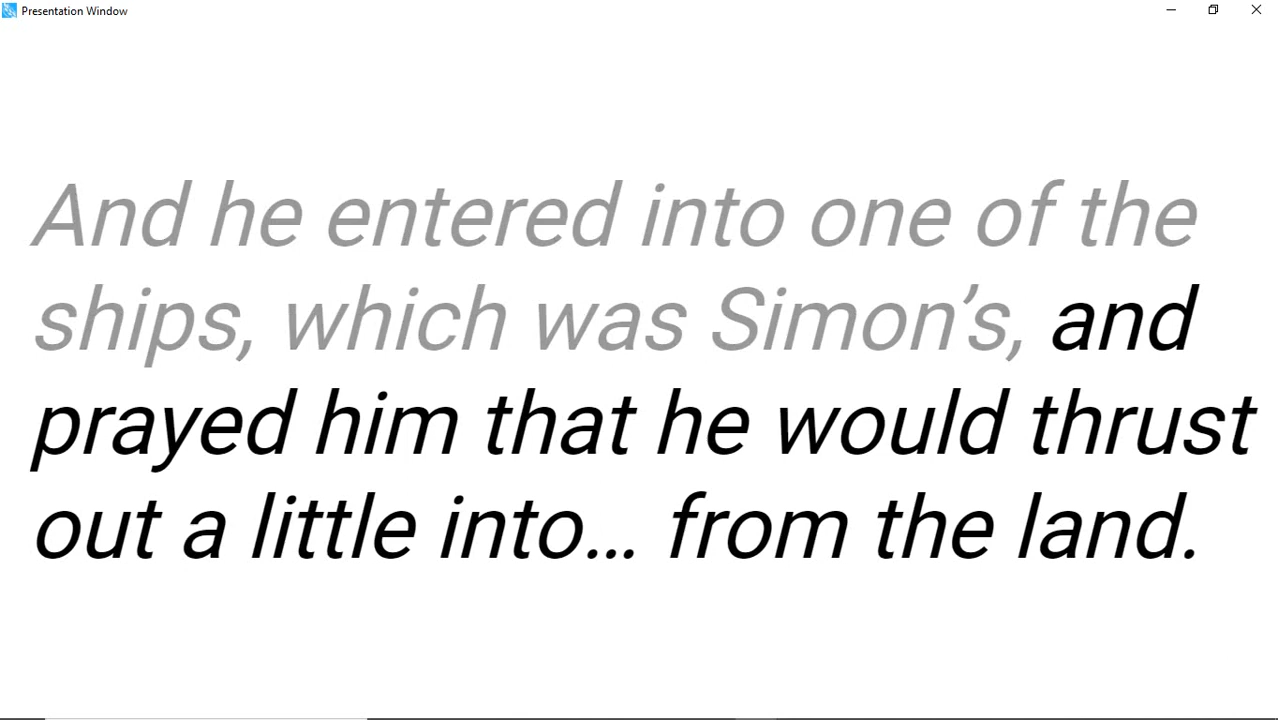 Presentation Window
And he entered into one of the
ships, which was Simon’s, and
prayed him that he would thrust
out a little into… from the land.